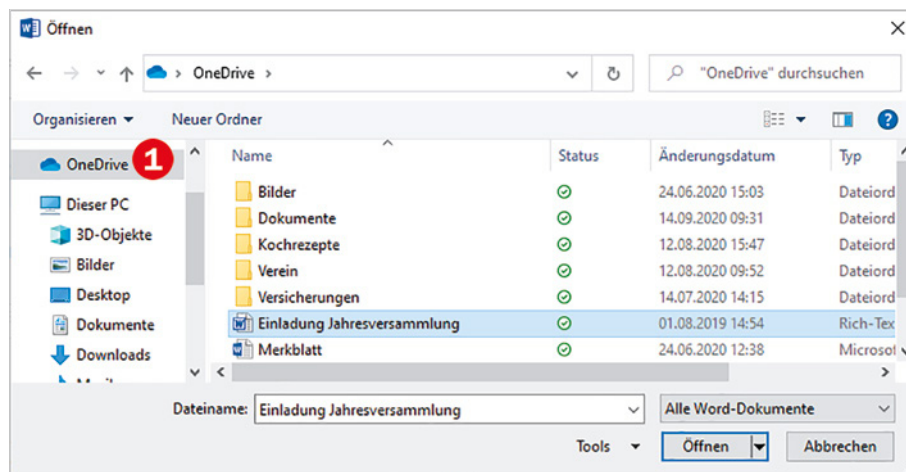 Öffnen
OneDrive
"OneDrive" durchsuchen
Organisieren Neuer Ordner
OneDrive 1
Dieser PC
3D-Objekte
Bilder
Desktop
Dokumente
Downloads
Name Status Änderungsdatum Typ
Bilder 24.06.2020 15:03 Dateiord
Dokumente 14.09.2020 09:31 Dateiord
Kochrezepte 12.08.2020 15:47 Dateiord
Verein 12.08.2020 09:52 Dateiord
Versicherungen 14.07.2020 14:15 Dateiord
Einladung Jahresversammlung 01.08.2019 14:54 Rich-Tex
Merkblatt 24.06.2020 12:38 Microsof
Dateiname: Einladung Jahresversammlung Alle Word-Dokumente
Tools Öffnen Abbrechen